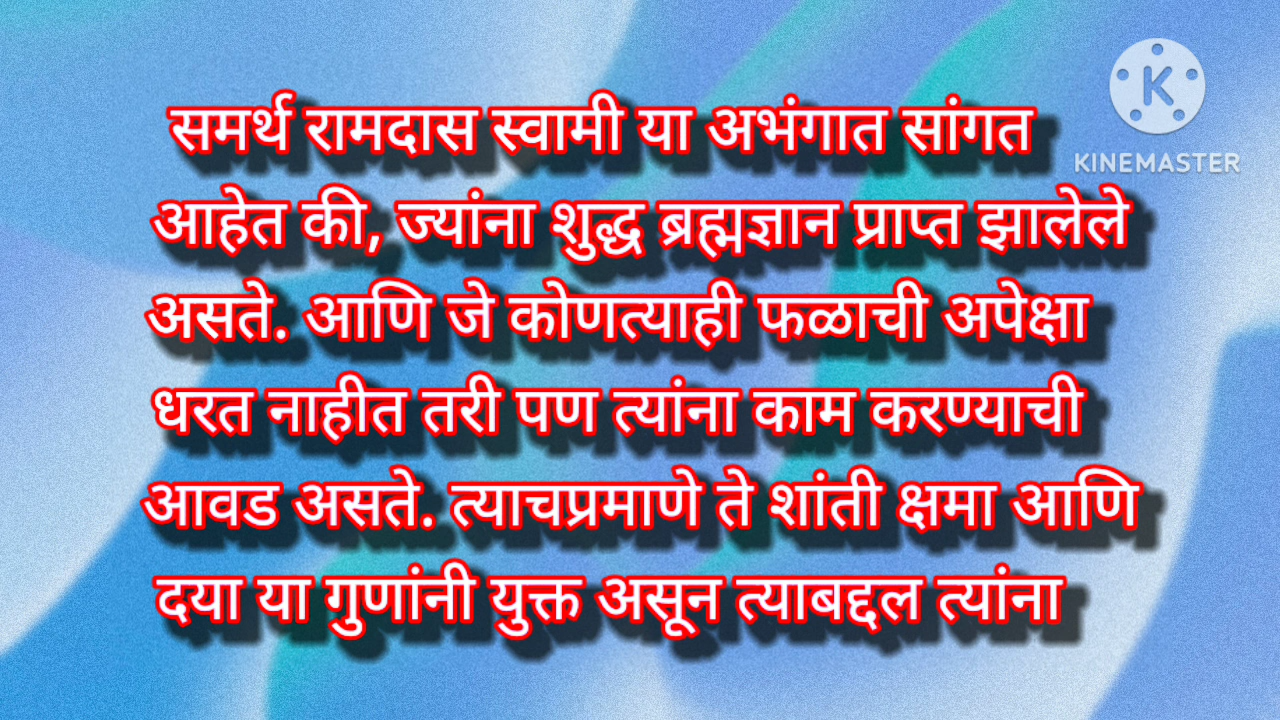 समर्थ रामदास स्वामी या अभंगात सांगत
आहेत की, ज्यांना शुद्ध ब्रह्मज्ञान प्राप्त झालेले
असते. आणि जे कोणत्याही फळाची अपेक्षा
धरत नाहीत तरी पण त्यांना काम करण्याची
आवड असते. त्याचप्रमाणे ते शांती क्षमा आणि
दया या गुणांनी युक्त असून त्याबद्दल त्यांना
K
KINEMASTER